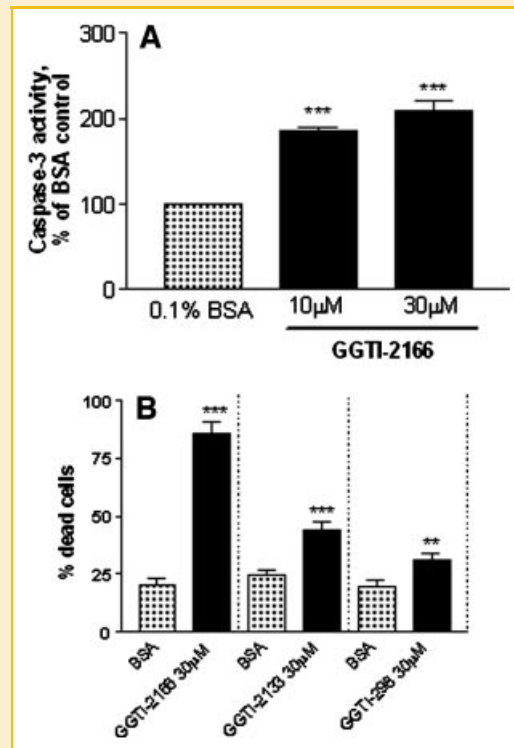 A
Caspase-3 activity,
% of BSA control
300
200
100
0
***
***
0.1% BSA
10µM
30µM
GGTI-2166
B
% dead cells
100
75
50
25
0
***
***
**
BSA
GGTI-2166 30µM
BSA
GGTI-2133 30µM
BSA
GGTI-298 30µM